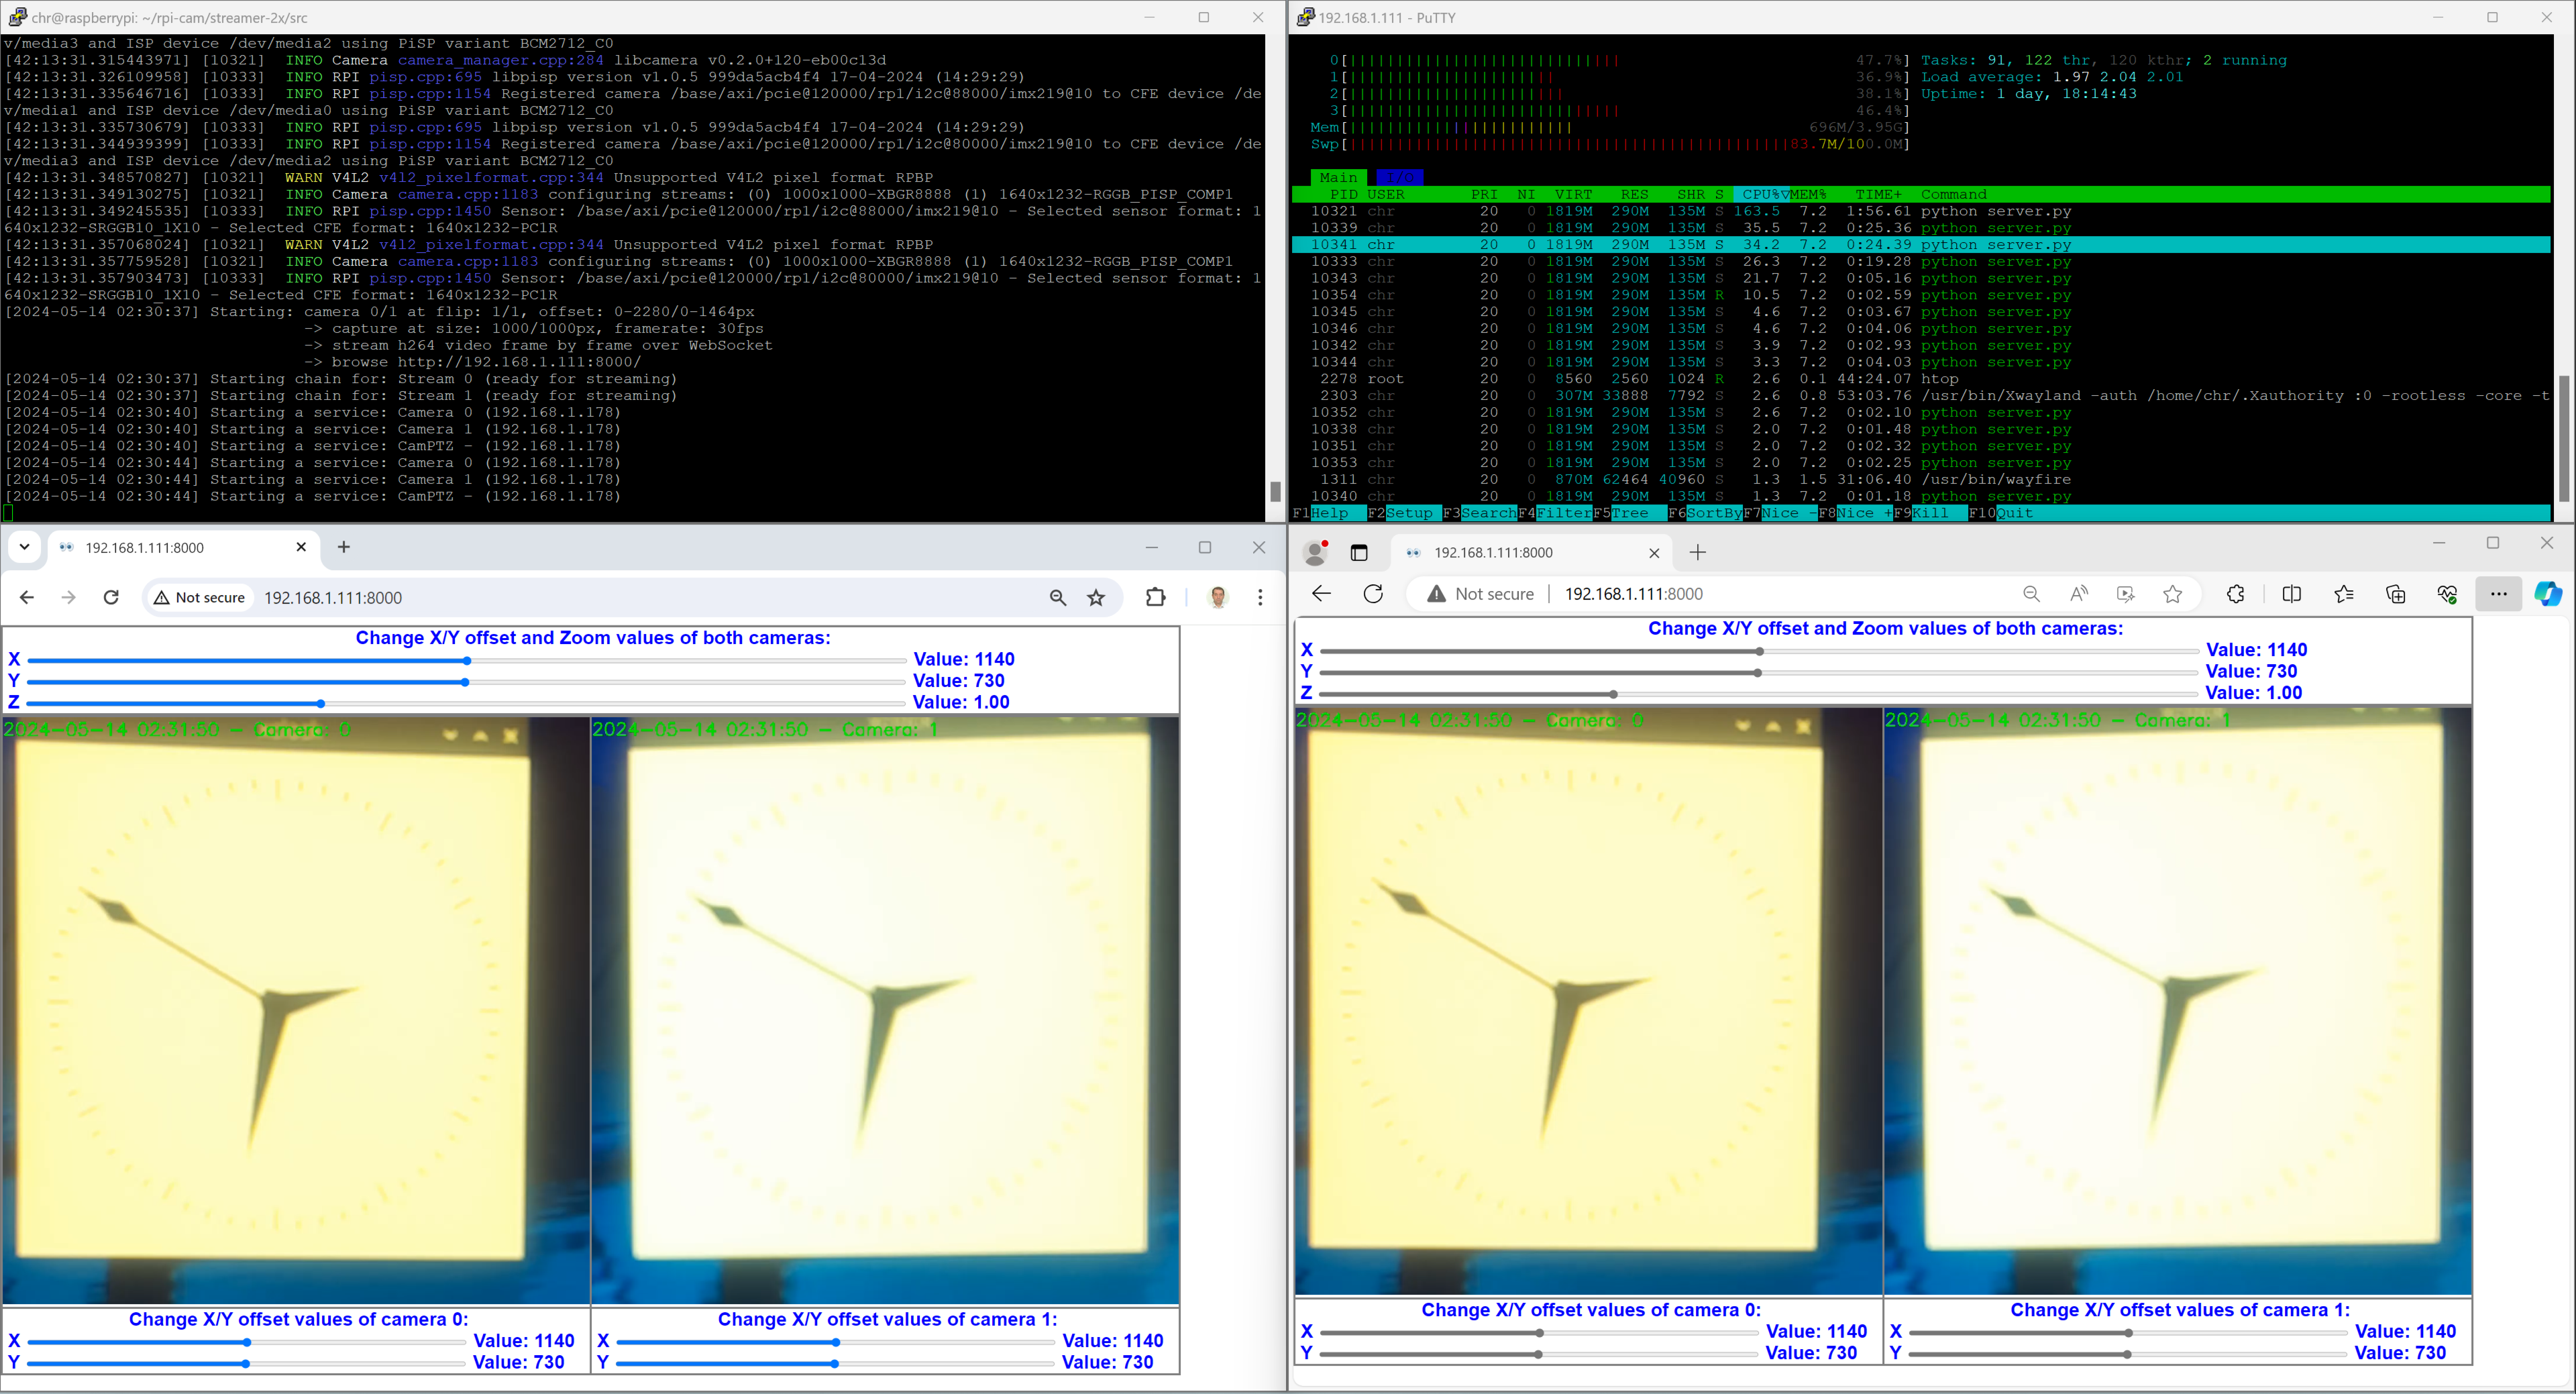 chr@raspberrypi: ~/rpi-cam/streamer-2x/src
v/media3 and ISP device /dev/media2 using PiSP variant BCM2712_C0
[42:13:31.315443971] [10321]  INFO Camera camera_manager.cpp:284 libcamera v0.2.0+120-eb00c13d
[42:13:31.326109958] [10333]  INFO RPI pisp.cpp:695 libpisp version v1.0.5 999da5acb4f4 17-04-2024 (14:29:29)
[42:13:31.335646716] [10333]  INFO RPI pisp.cpp:1154 Registered camera /base/axi/pcie@120000/rp1/i2c@88000/imx219@10 to CFE device /de
v/media1 and ISP device /dev/media0 using PiSP variant BCM2712_C0
[42:13:31.335730679] [10333]  INFO RPI pisp.cpp:695 libpisp version v1.0.5 999da5acb4f4 17-04-2024 (14:29:29)
[42:13:31.344939399] [10333]  INFO RPI pisp.cpp:1154 Registered camera /base/axi/pcie@120000/rp1/i2c@80000/imx219@10 to CFE device /de
v/media3 and ISP device /dev/media2 using PiSP variant BCM2712_C0
[42:13:31.348570827] [10321]  WARN V4L2 v4l2_pixelformat.cpp:344 Unsupported V4L2 pixel format RPBP
[42:13:31.349130275] [10321]  INFO Camera camera.cpp:1183 configuring streams: (0) 1000x1000-XBGR8888 (1) 1640x1232-RGGB_PISP_COMP1
[42:13:31.349245535] [10333]  INFO RPI pisp.cpp:1450 Sensor: /base/axi/pcie@120000/rp1/i2c@88000/imx219@10 - Selected sensor format: 1
640x1232-SRGGB10_1X10 - Selected CFE format: 1640x1232-PC1R
[42:13:31.357068024] [10321]  WARN V4L2 v4l2_pixelformat.cpp:344 Unsupported V4L2 pixel format RPBP
[42:13:31.357759528] [10321]  INFO Camera camera.cpp:1183 configuring streams: (0) 1000x1000-XBGR8888 (1) 1640x1232-RGGB_PISP_COMP1
[42:13:31.357903473] [10333]  INFO RPI pisp.cpp:1450 Sensor: /base/axi/pcie@120000/rp1/i2c@80000/imx219@10 - Selected sensor format: 1
640x1232-SRGGB10_1X10 - Selected CFE format: 1640x1232-PC1R
[2024-05-14 02:30:37] Starting: camera 0/1 at flip: 1/1, offset: 0-2280/0-1464px
-> capture at size: 1000/1000px, framerate: 30fps
-> stream h264 video frame by frame over WebSocket
-> browse http://192.168.1.111:8000/
[2024-05-14 02:30:37] Starting chain for: Stream 0 (ready for streaming)
[2024-05-14 02:30:37] Starting chain for: Stream 1 (ready for streaming)
[2024-05-14 02:30:40] Starting a service: Camera 0 (192.168.1.178)
[2024-05-14 02:30:40] Starting a service: Camera 1 (192.168.1.178)
[2024-05-14 02:30:40] Starting a service: CamPTZ - (192.168.1.178)
[2024-05-14 02:30:44] Starting a service: Camera 0 (192.168.1.178)
[2024-05-14 02:30:44] Starting a service: Camera 1 (192.168.1.178)
[2024-05-14 02:30:44] Starting a service: CamPTZ - (192.168.1.178)
192.168.1.111 - PuTTY
0[ 47.7%] Tasks: 91, 122 thr, 120 kthr; 2 running
1[ 36.9%] Load average: 1.97 2.04 2.01
2[ 38.1%] Uptime: 1 day, 18:14:43
3[ 46.4%]
Mem[ 696M/3.95G]
Swp[ 83.7M/100.0M]
Main I/O
PID USER PRI NI VIRT RES SHR S CPU%▽MEM% TIME+ Command
10321 chr 20 0 1819M 290M 135M S 163.5 7.2 1:56.61 python server.py
10339 chr 20 0 1819M 290M 135M S 35.5 7.2 0:25.36 python server.py
10341 chr 20 0 1819M 290M 135M S 34.2 7.2 0:24.39 python server.py
10333 chr 20 0 1819M 290M 135M S 26.3 7.2 0:19.28 python server.py
10343 chr 20 0 1819M 290M 135M S 21.7 7.2 0:05.16 python server.py
10354 chr 20 0 1819M 290M 135M R 10.5 7.2 0:02.59 python server.py
10345 chr 20 0 1819M 290M 135M S 4.6 7.2 0:03.67 python server.py
10346 chr 20 0 1819M 290M 135M S 4.6 7.2 0:04.06 python server.py
10342 chr 20 0 1819M 290M 135M S 3.9 7.2 0:02.93 python server.py
10344 chr 20 0 1819M 290M 135M S 3.3 7.2 0:04.03 python server.py
2278 root 20 0 8560 2560 1024 R 2.6 0.1 44:24.07 htop
2303 chr 20 0 307M 33888 7792 S 2.6 0.8 53:03.76 /usr/bin/Xwayland -auth /home/chr/.Xauthority :0 -rootless -core -t
10352 chr 20 0 1819M 290M 135M S 2.6 7.2 0:02.10 python server.py
10338 chr 20 0 1819M 290M 135M S 2.0 7.2 0:01.48 python server.py
10351 chr 20 0 1819M 290M 135M S 2.0 7.2 0:02.32 python server.py
10353 chr 20 0 1819M 290M 135M S 2.0 7.2 0:02.25 python server.py
1311 chr 20 0 870M 62464 40960 S 1.3 1.5 31:06.40 /usr/bin/wayfire
10340 chr 20 0 1819M 290M 135M S 1.3 7.2 0:01.18 python server.py
F1Help F2Setup F3SearchF4FilterF5Tree F6SortByF7Nice -F8Nice +F9Kill F10Quit
192.168.1.111:8000
Not secure 192.168.1.111:8000
Change X/Y offset and Zoom values of both cameras:
X Value: 1140
Y Value: 730
Z Value: 1.00
2024-05-14 02:31:50 - Camera: 0
2024-05-14 02:31:50 - Camera: 1
Change X/Y offset values of camera 0:
X Value: 1140
Y Value: 730
Change X/Y offset values of camera 1:
X Value: 1140
Y Value: 730
192.168.1.111:8000
Not secure 192.168.1.111:8000
Change X/Y offset and Zoom values of both cameras:
X Value: 1140
Y Value: 730
Z Value: 1.00
2024-05-14 02:31:50 - Camera: 0
2024-05-14 02:31:50 - Camera: 1
Change X/Y offset values of camera 0:
X Value: 1140
Y Value: 730
Change X/Y offset values of camera 1:
X Value: 1140
Y Value: 730